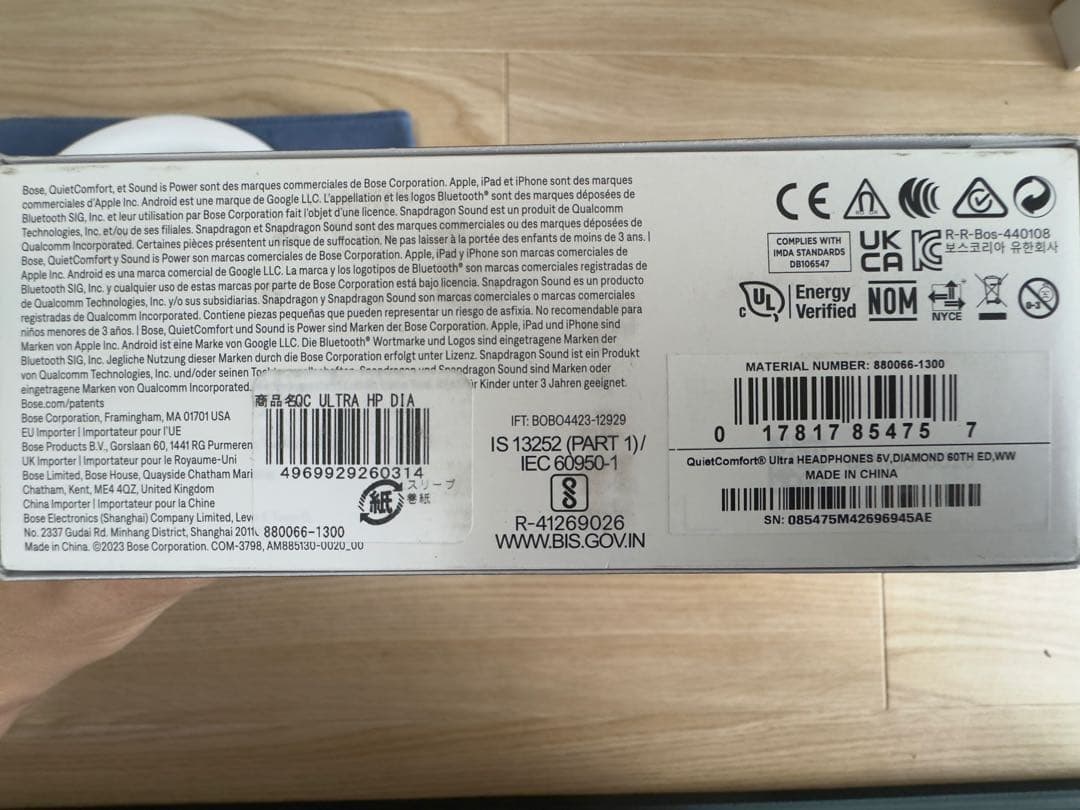 Bose, QuietComfort, et Sound is Power sont des marques commerciales de Bose Corporation. Apple, iPad et iPhone sont des marques
commerciales d'Apple Inc. Android est une marque de Google LLC. L'appellation et les logos Bluetooth® sont des marques déposées de
Bluetooth SIG, Inc. et leur utilisation par Bose Corporation fait l'objet d'une licence. Snapdragon Sound est un produit de Qualcomm
Technologies, Inc. et/ou de ses filiales. Snapdragon et Snapdragon Sound sont des marques commerciales ou des marques déposées de
Qualcomm Incorporated. Certaines pièces présentent un risque de suffocation. Ne pas laisser à la portée des enfants de moins de 3 ans. |
Bose, QuietComfort y Sound is Power son marcas comerciales de Bose Corporation. Apple, iPad y iPhone son marcas comerciales de
Apple Inc. Android es una marca comercial de Google LLC. La marca y los logotipos de Bluetooth® son marcas comerciales registradas de
Bluetooth SIG, Inc. y cualquier uso de estas marcas por parte de Bose Corporation está bajo licencia. Snapdragon Sound es un producto
de Qualcomm Technologies, Inc. y/o sus subsidiarias. Snapdragon y Snapdragon Sound son marcas comerciales o marcas comerciales
registradas de Qualcomm Incorporated. Contiene piezas pequeñas que pueden representar un riesgo de asfixia. No recomendable para
niños menores de 3 años. | Bose, QuietComfort und Sound is Power sind Marken der Bose Corporation. Apple, iPad und iPhone sind
Marken von Apple Inc. Android ist eine Marke von Google LLC. Die Bluetooth® Wortmarke und Logos sind eingetragene Marken der
Bluetooth SIG, Inc. Jegliche Nutzung dieser Marken durch die Bose Corporation erfolgt unter Lizenz. Snapdragon Sound ist ein Produkt
von Qualcomm Technologies, Inc. und/oder seinen und Snapdragon Sound sind Marken oder
eingetragene Marken von Qualcomm Incorporated. für Kinder unter 3 Jahren geeignet.
Bose.com/patents
Bose Corporation, Framingham, MA 01701 USA
EU Importer | Importateur pour l'UE
Bose Products B.V., Gorslaan 60, 1441 RG Purmeren
UK Importer | Importateur pour le Royaume-Uni
Bose Limited, Bose House, Quayside Chatham Mari
Chatham, Kent, ME4 4QZ, United Kingdom
China Importer | Importateur pour la Chine
Bose Electronics (Shanghai) Company Limited, Leve
No. 2337 Gudai Rd. Minhang District, Shanghai 2011
Made in China. ©2023 Bose Corporation. COM-3798, AM885130-0020_00
商品名QC ULTRA HP DIA
4969929260314
紙
スリーブ
巻紙
880066-1300
IFT: BOBO4423-12929
IS 13252 (PART 1)/
IEC 60950-1
R-41269026
WWW.BIS.GOV.IN
CE
COMPLIES WITH
IMDA STANDARDS
DB106547
UK
CA
R-R-Bos-440108
보스코리아 유한회사
C UL
Energy
Verified
NOM
NYCE
0-3
MATERIAL NUMBER: 880066-1300
0 17817 85475 7
QuietComfort® Ultra HEADPHONES 5V,DIAMOND 60TH ED,WW
MADE IN CHINA
SN: 085475M42696945AE